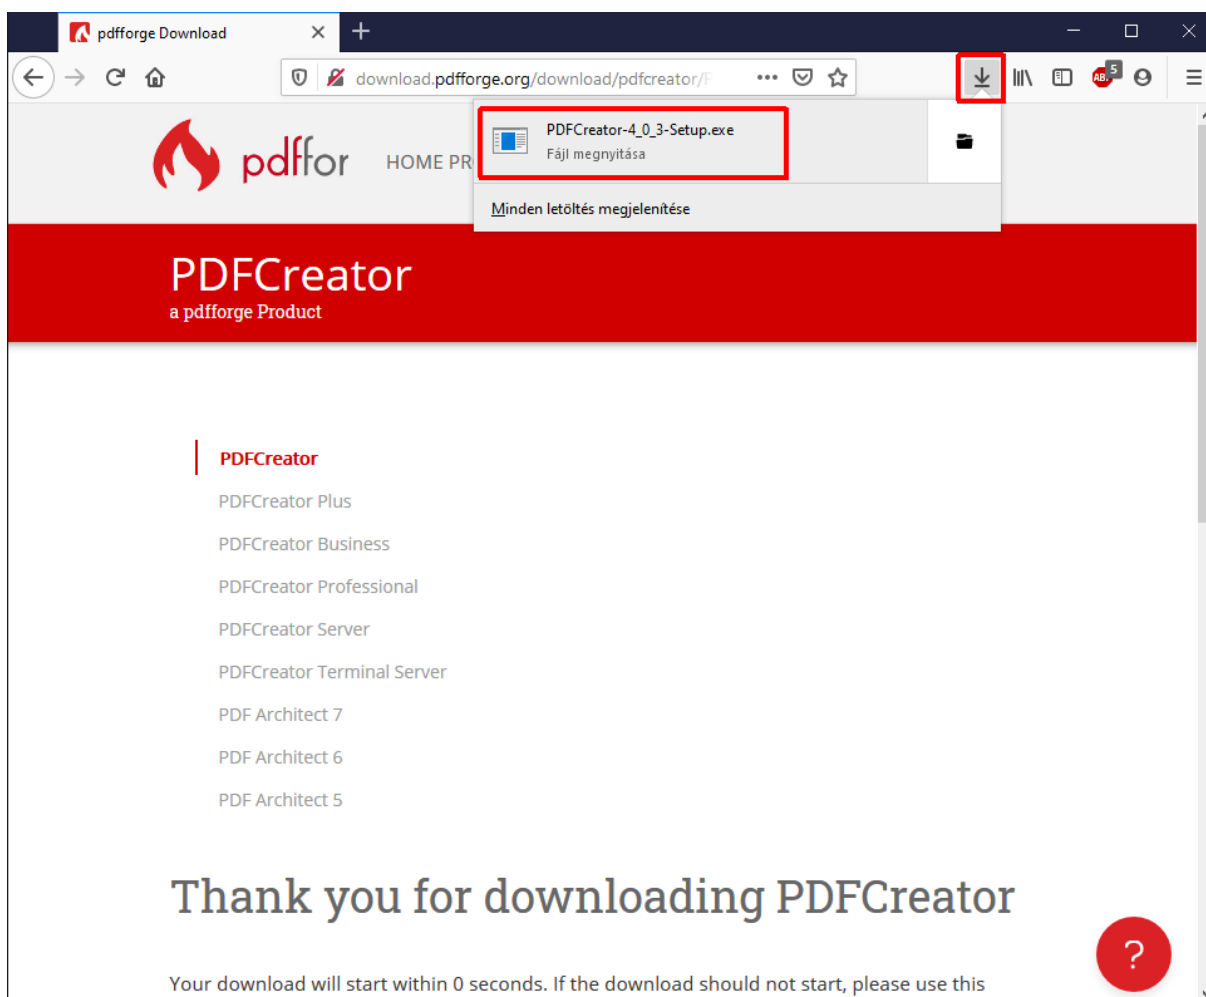 pdfforge Download
download.pdfforge.org/download/pdfcreator/
ABP
5
PDFCreator-4_0_3-Setup.exe
Fájl megnyitása
pdffor
HOME PR
Minden letöltés megjelenítése
PDFCreator
a pdfforge Product
PDFCreator
PDFCreator Plus
PDFCreator Business
PDFCreator Professional
PDFCreator Server
PDFCreator Terminal Server
PDF Architect 7
PDF Architect 6
PDF Architect 5
Thank you for downloading PDFCreator
?
Your download will start within 0 seconds. If the download should not start, please use this